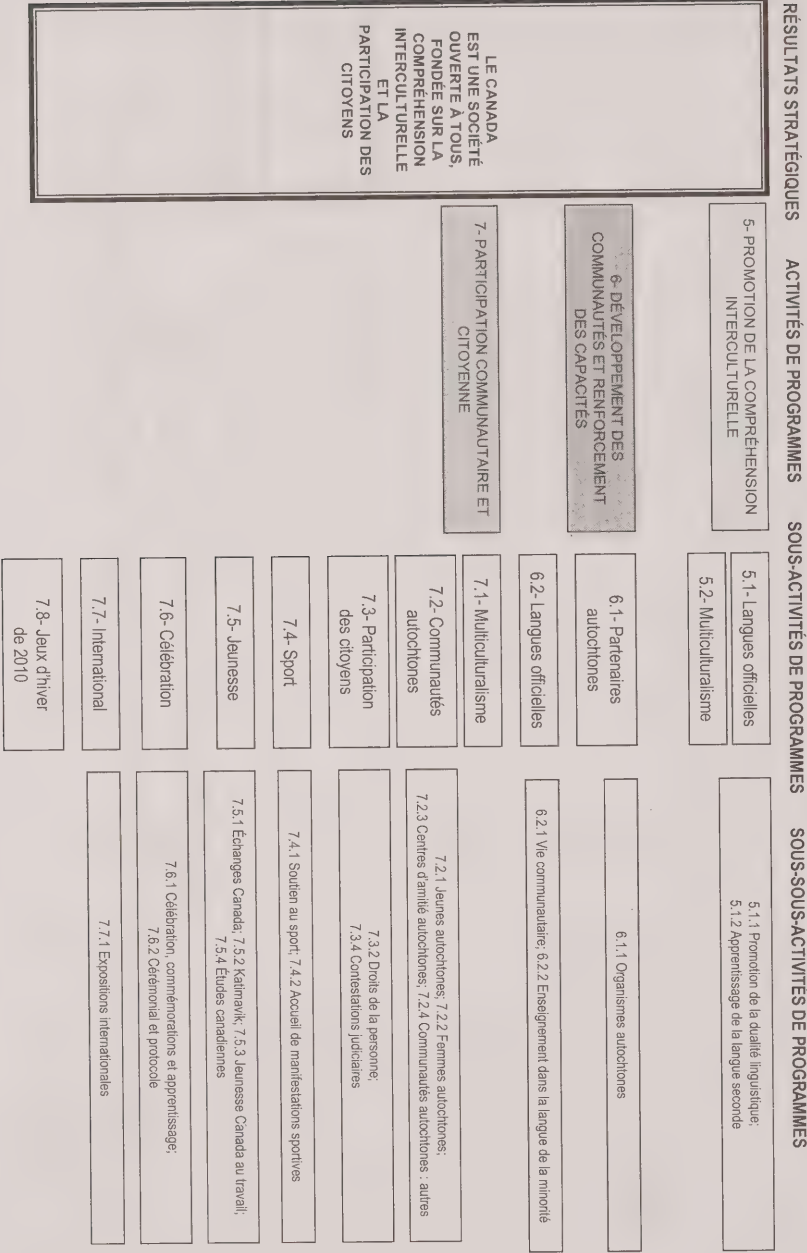 RÉSULTATS STRATÉGIQUES
ACTIVITÉS DE PROGRAMMES
SOUS-ACTIVITÉS DE PROGRAMMES
SOUS-SOUS-ACTIVITÉS DE PROGRAMMES
LE CANADA
EST UNE SOCIÉTÉ
OUVERTE À TOUS,
FONDÉE SUR LA
COMPRÉHENSION
INTERCULTURELLE
ET LA
PARTICIPATION DES
CITOYENS
5- PROMOTION DE LA COMPRÉHENSION
INTERCULTURELLE
5.1- Langues officielles
5.1.1 Promotion de la dualité linguistique;
5.1.2 Apprentissage de la langue seconde
5.2- Multiculturalisme
6- DÉVELOPPEMENT DES
COMMUNAUTÉS ET RENFORCEMENT
DES CAPACITÉS
6.1- Partenaires
autochtones
6.1.1 Organismes autochtones
6.2- Langues officielles
6.2.1 Vie communautaire; 6.2.2 Enseignement dans la langue de la minorité
7- PARTICIPATION COMMUNAUTAIRE ET
CITOYENNE
7.1- Multiculturalisme
7.2- Communautés
autochtones
7.2.1 Jeunes autochtones; 7.2.2 Femmes autochtones;
7.2.3 Centres d'amitié autochtones; 7.2.4 Communautés autochtones : autres
7.3- Participation
des citoyens
7.3.2 Droits de la personne;
7.3.4 Contestations judiciaires
7.4- Sport
7.4.1 Soutien au sport; 7.4.2 Accueil de manifestations sportives
7.5- Jeunesse
7.5.1 Échanges Canada; 7.5.2 Katimavik; 7.5.3 Jeunesse Canada au travail;
7.5.4 Études canadiennes
7.6- Célébration
7.6.1 Célébration, commémorations et apprentissage;
7.6.2 Cérémonial et protocole
7.7- International
7.7.1 Expositions internationales
7.8- Jeux d'hiver
de 2010